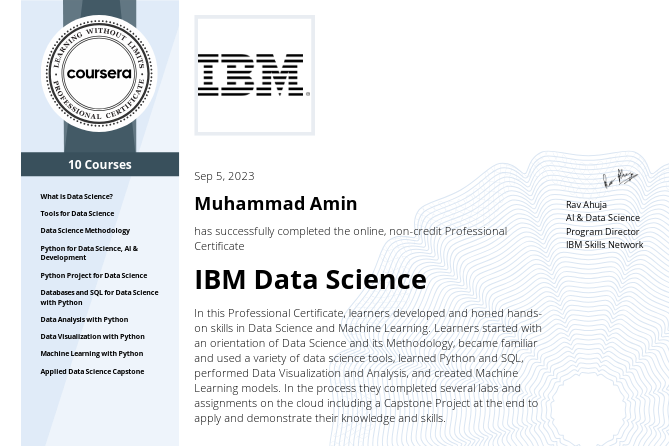 LEARNING WITHOUT LIMITS
coursera
PROFESSIONAL CERTIFICATE
10 Courses
What is Data Science?
Tools for Data Science
Data Science Methodology
Python for Data Science, AI &
Development
Python Project for Data Science
Databases and SQL for Data Science
with Python
Data Analysis with Python
Data Visualization with Python
Machine Learning with Python
Applied Data Science Capstone
IBM®
Sep 5, 2023
Muhammad Amin
has successfully completed the online, non-credit Professional
Certificate
IBM Data Science
In this Professional Certificate, learners developed and honed hands-
on skills in Data Science and Machine Learning. Learners started with
an orientation of Data Science and its Methodology, became familiar
and used a variety of data science tools, learned Python and SQL,
performed Data Visualization and Analysis, and created Machine
Learning models. In the process they completed several labs and
assignments on the cloud including a Capstone Project at the end to
apply and demonstrate their knowledge and skills.
Rav Ahuja
Rav Ahuja
AI & Data Science
Program Director
IBM Skills Network